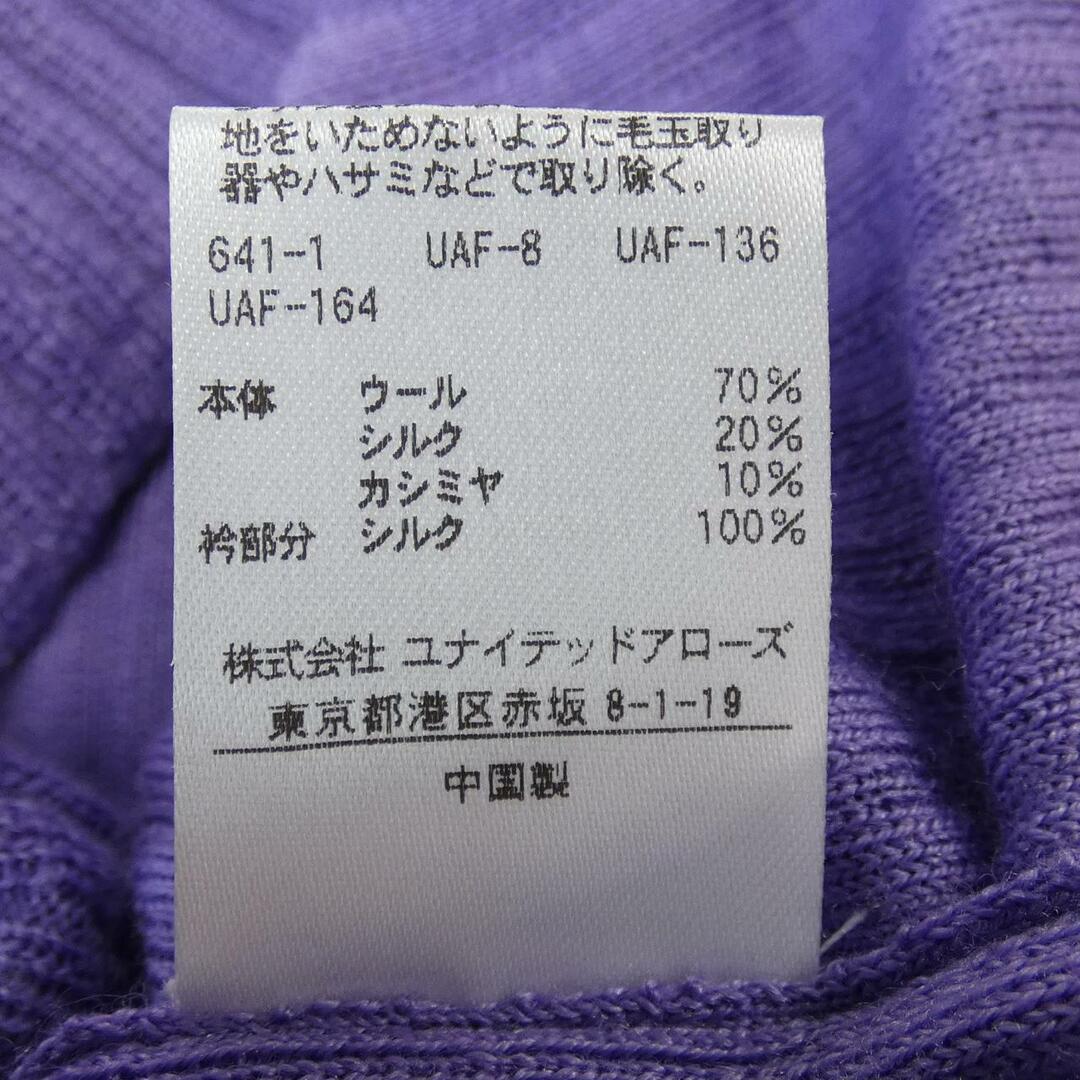 地をいためないように毛玉取り
器やハサミなどで取り除く。
641-1 UAF-8 UAF-136
UAF-164
本体 ウール 70%
シルク 20%
カシミヤ 10%
衿部分 シルク 100%
株式会社 ユナイテッドアローズ
東京都港区赤坂 8-1-19
中国製